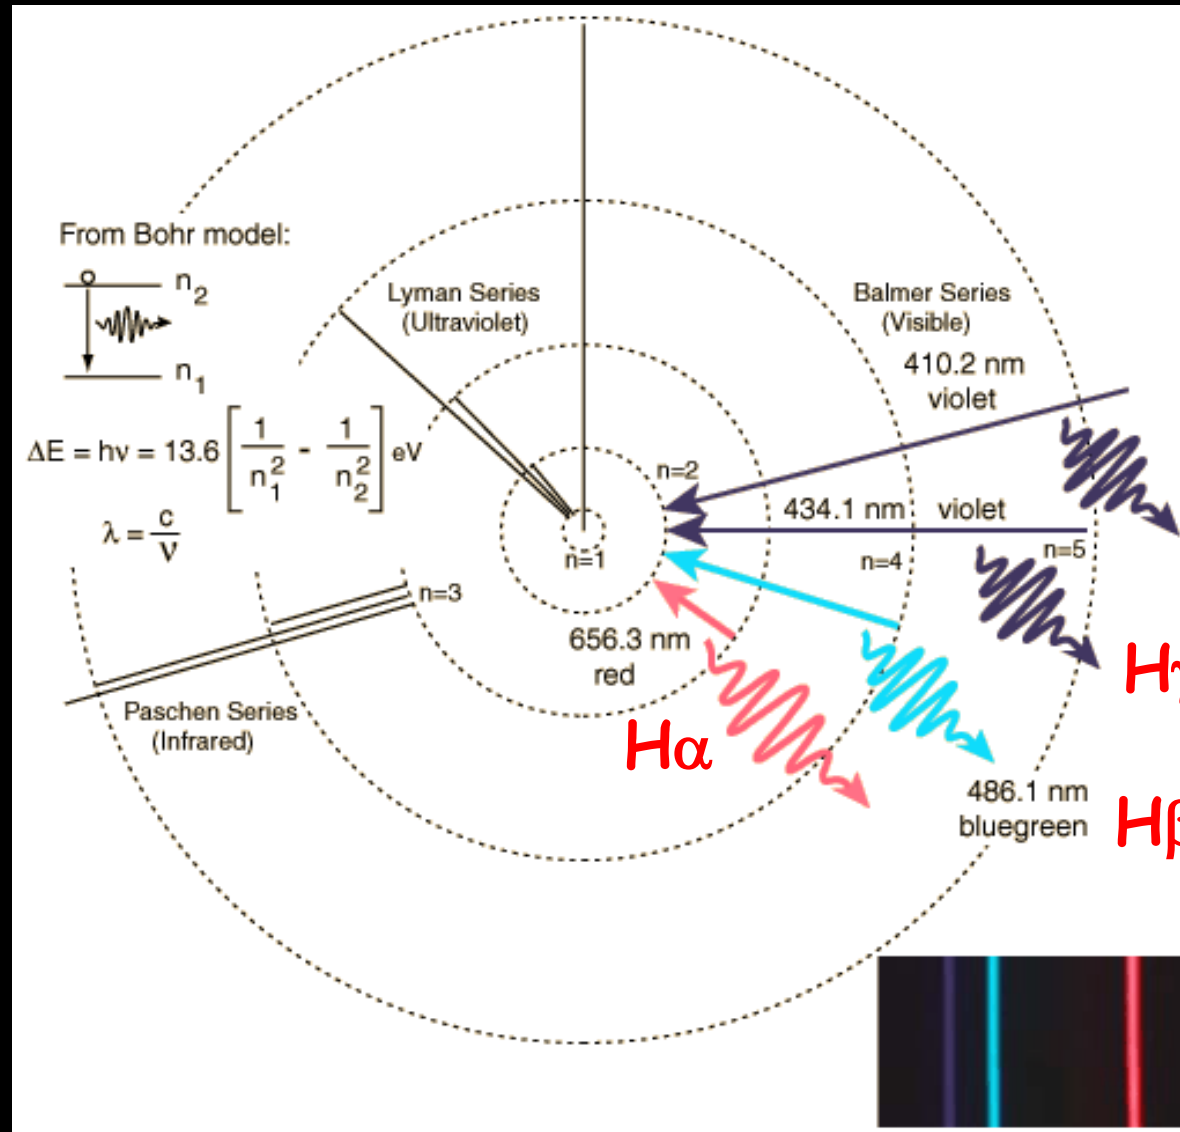 From Bohr model:
n₂
n₁
ΔE = hν = 13.6 [ 1/n₁² - 1/n₂² ] eV
λ = c/ν
Lyman Series
(Ultraviolet)
Balmer Series
(Visible)
410.2 nm
violet
n=2
434.1 nm violet
n=1
n=4
n=5
n=3
656.3 nm
red
Hγ
Paschen Series
(Infrared)
Hα
486.1 nm
bluegreen
Hβ